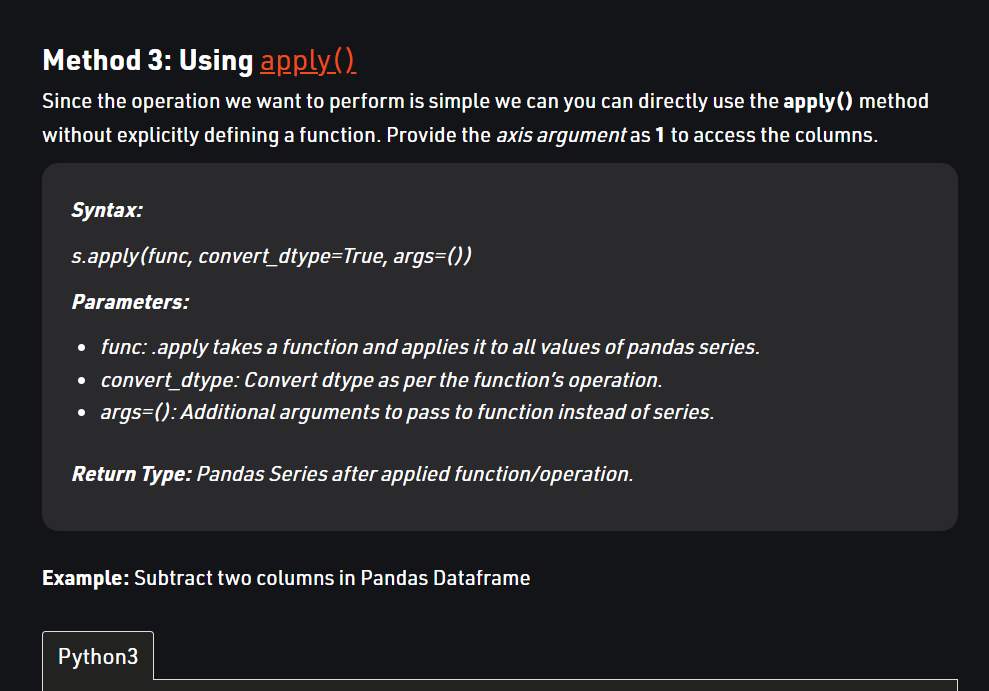 Method 3: Using apply()
Since the operation we want to perform is simple we can you can directly use the apply() method
without explicitly defining a function. Provide the axis argument as 1 to access the columns.
Syntax:
s.apply(func, convert_dtype=True, args=())
Parameters:
• func: .apply takes a function and applies it to all values of pandas series.
• convert_dtype: Convert dtype as per the function’s operation.
• args=(): Additional arguments to pass to function instead of series.
Return Type: Pandas Series after applied function/operation.
Example: Subtract two columns in Pandas Dataframe
Python3